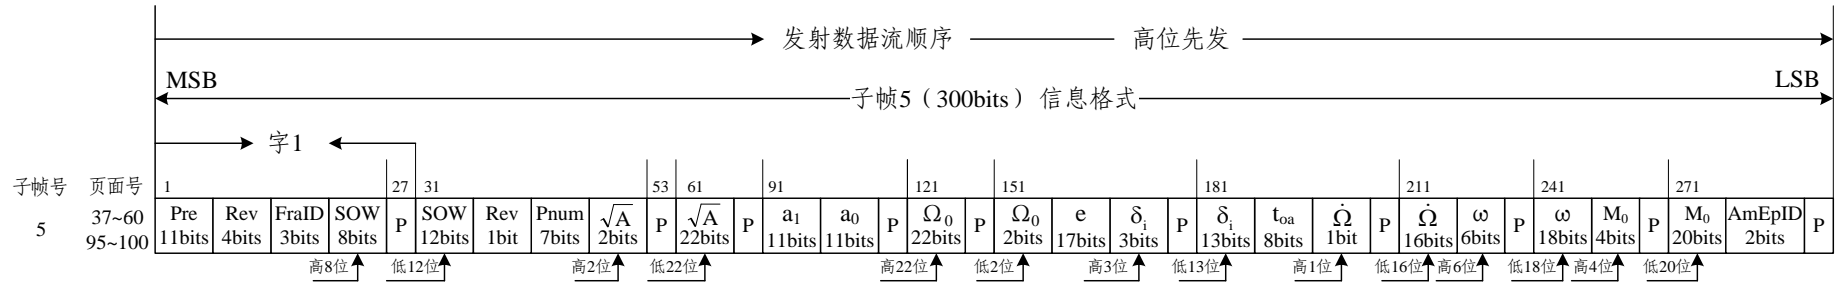 发射数据流顺序 高位先发
MSB LSB
子帧5（300bits）信息格式
字1
子帧号 页面号 1 27 31 53 61 91 121 151 181 211 241 271
5 37~60 Pre Rev FraID SOW P SOW Rev Pnum √A P √A P a₁ a₀ P Ω₀ P Ω₀ e δᵢ P δᵢ tₒₐ Ω̇ P Ω̇ ω P ω M₀ P M₀ AmEpID P
95~100 11bits 4bits 3bits 8bits 12bits 1bit 7bits 2bits 22bits 11bits 11bits 22bits 2bits 17bits 3bits 13bits 8bits 1bit 16bits 6bits 18bits 4bits 20bits 2bits
高8位 低12位 高2位 低22位 高22位 低2位 高3位 低13位 高1位 低16位 高6位 低18位 高4位 低20位